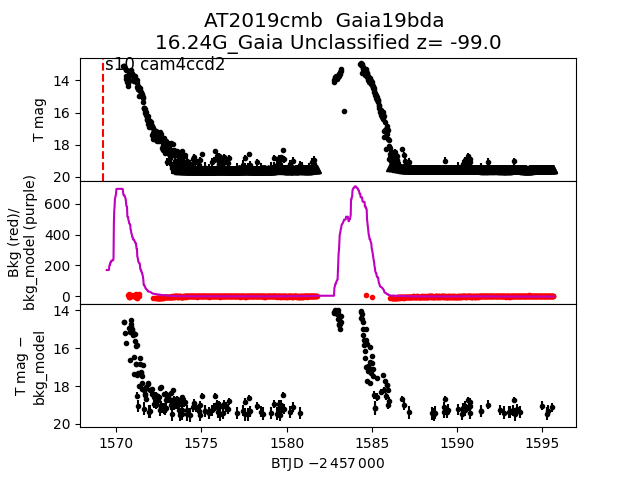 AT2019cmb  Gaia19bda
16.24G_Gaia Unclassified z= -99.0
s10 cam4ccd2
T mag
14
16
18
20
Bkg (red)/
bkg_model (purple)
600
400
200
0
T mag −
bkg_model
14
16
18
20
1570
1575
1580
1585
1590
1595
BTJD −2 457 000